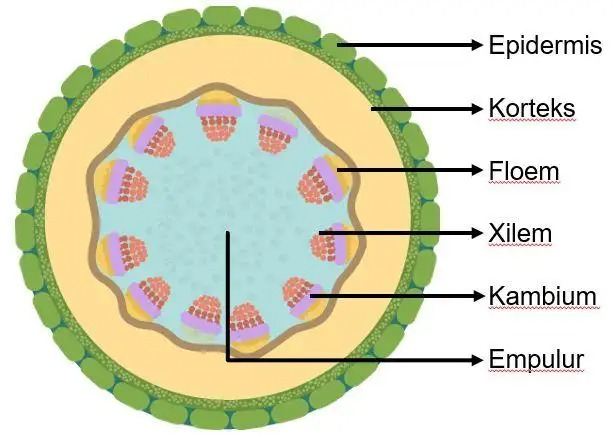 Epidermis
Korteks
Floem
Xilem
Kambium
Empulur